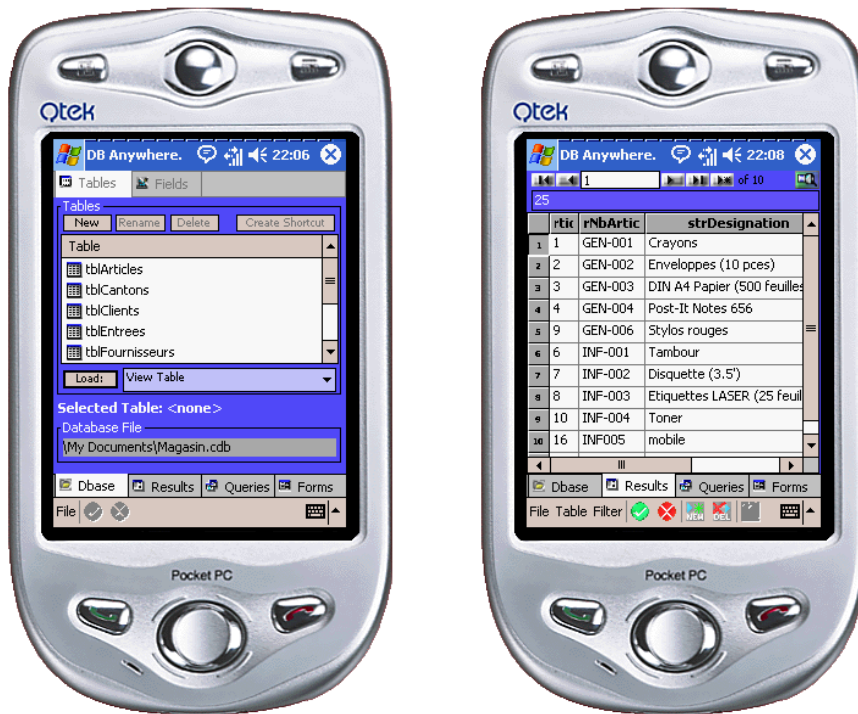 Qtek
DB Anywhere. 22:06
Tables Fields
Tables
New Rename Delete Create Shortcut
Table
tblArticles
tblCantons
tblClients
tblEntrees
tblFournisseurs
Load: View Table
Selected Table: <none>
Database File
\My Documents\Magasin.cdb
Dbase Results Queries Forms
File
Pocket PC
Qtek
DB Anywhere. 22:08
1 of 10
25
rtic rNbArtic strDesignation
1 1 GEN-001 Crayons
2 2 GEN-002 Enveloppes (10 pces)
3 3 GEN-003 DIN A4 Papier (500 feuilles
4 4 GEN-004 Post-It Notes 656
5 9 GEN-006 Stylos rouges
6 6 INF-001 Tambour
7 7 INF-002 Disquette (3.5')
8 8 INF-003 Etiquettes LASER (25 feuil
9 10 INF-004 Toner
10 16 INF005 mobile
Dbase Results Queries Forms
File Table Filter NEW DEL
Pocket PC